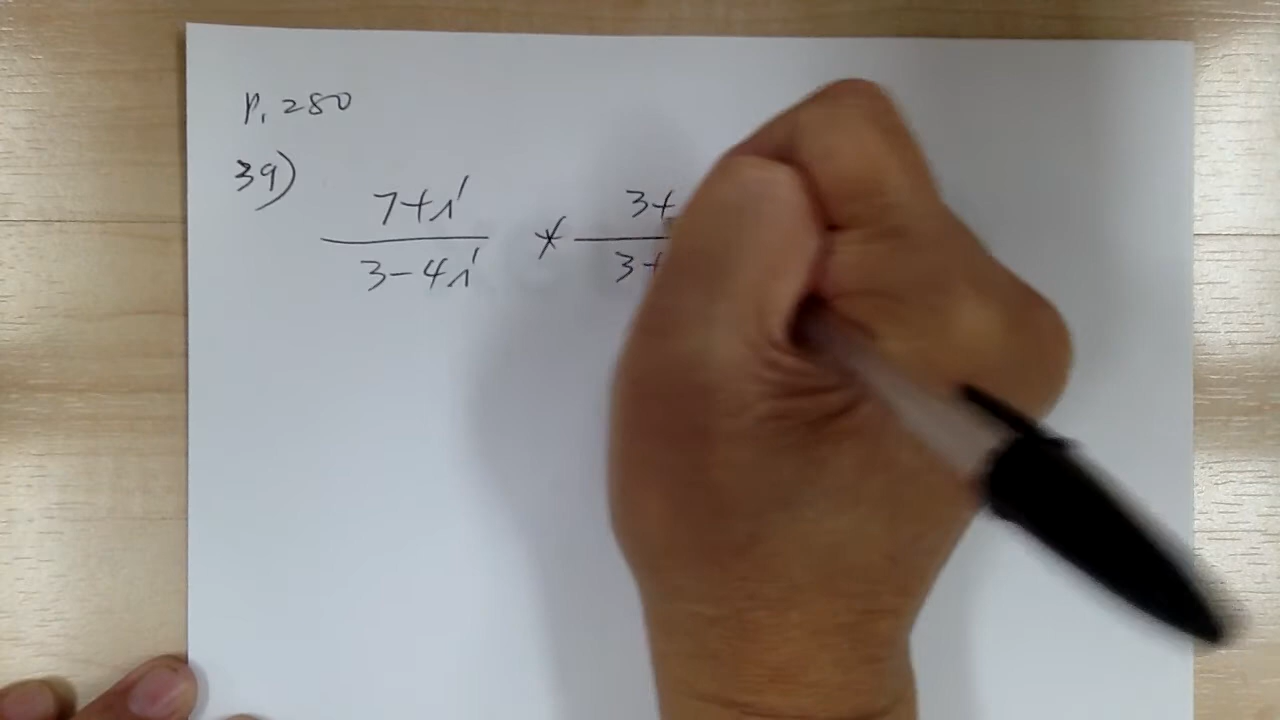 p. 280
39)
7+i * 3+
3-4i 3+